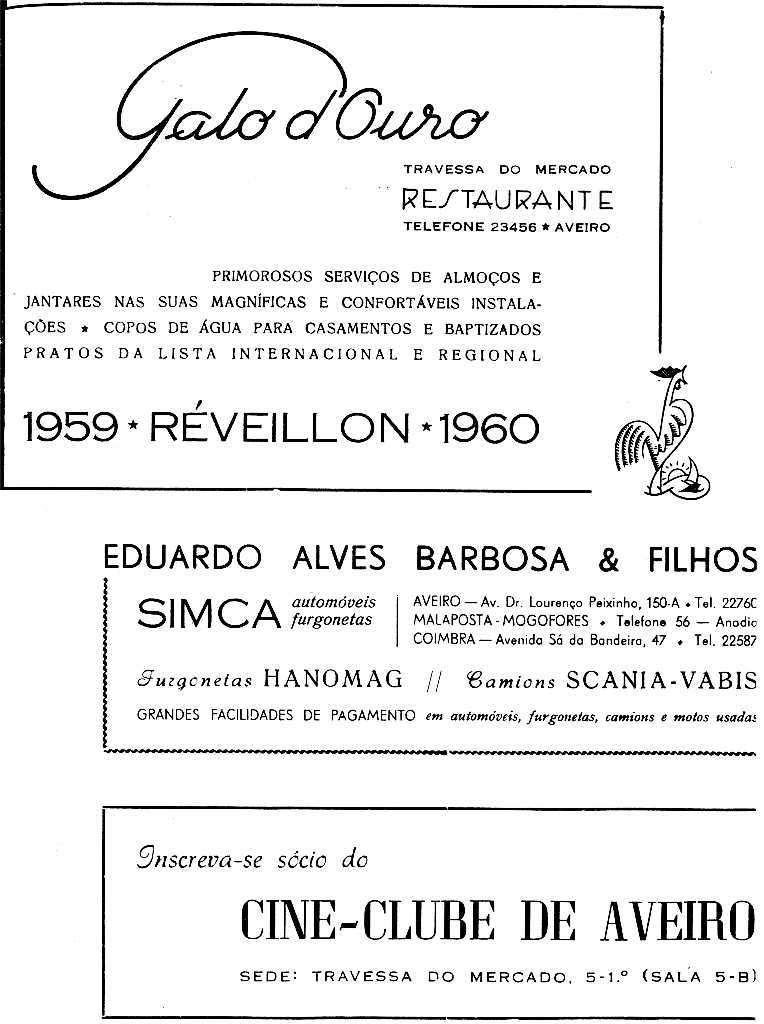 Galo d'Ouro
TRAVESSA DO MERCADO
RESTAURANTE
TELEFONE 23456 ★ AVEIRO
PRIMOROSOS SERVIÇOS DE ALMOÇOS E
JANTARES NAS SUAS MAGNÍFICAS E CONFORTÁVEIS INSTALA-
ÇÕES ★ COPOS DE ÁGUA PARA CASAMENTOS E BAPTIZADOS
PRATOS DA LISTA INTERNACIONAL E REGIONAL
1959 ★ RÉVEILLON ★ 1960
EDUARDO ALVES BARBOSA & FILHOS
SIMCA automóveis furgonetas
AVEIRO — Av. Dr. Lourenço Peixinho, 150-A • Tel. 22760
MALAPOSTA - MOGOFORES • Telefone 56 — Anadia
COIMBRA — Avenida Sá da Bandeira, 47 • Tel. 22587
Furgonetas HANOMAG // Camions SCANIA-VABIS
GRANDES FACILIDADES DE PAGAMENTO em automóveis, furgonetas, camions e motos usadas
Inscreva-se sócio do
CINE-CLUBE DE AVEIRO
SEDE: TRAVESSA DO MERCADO, 5-1.º (SALA 5-B)